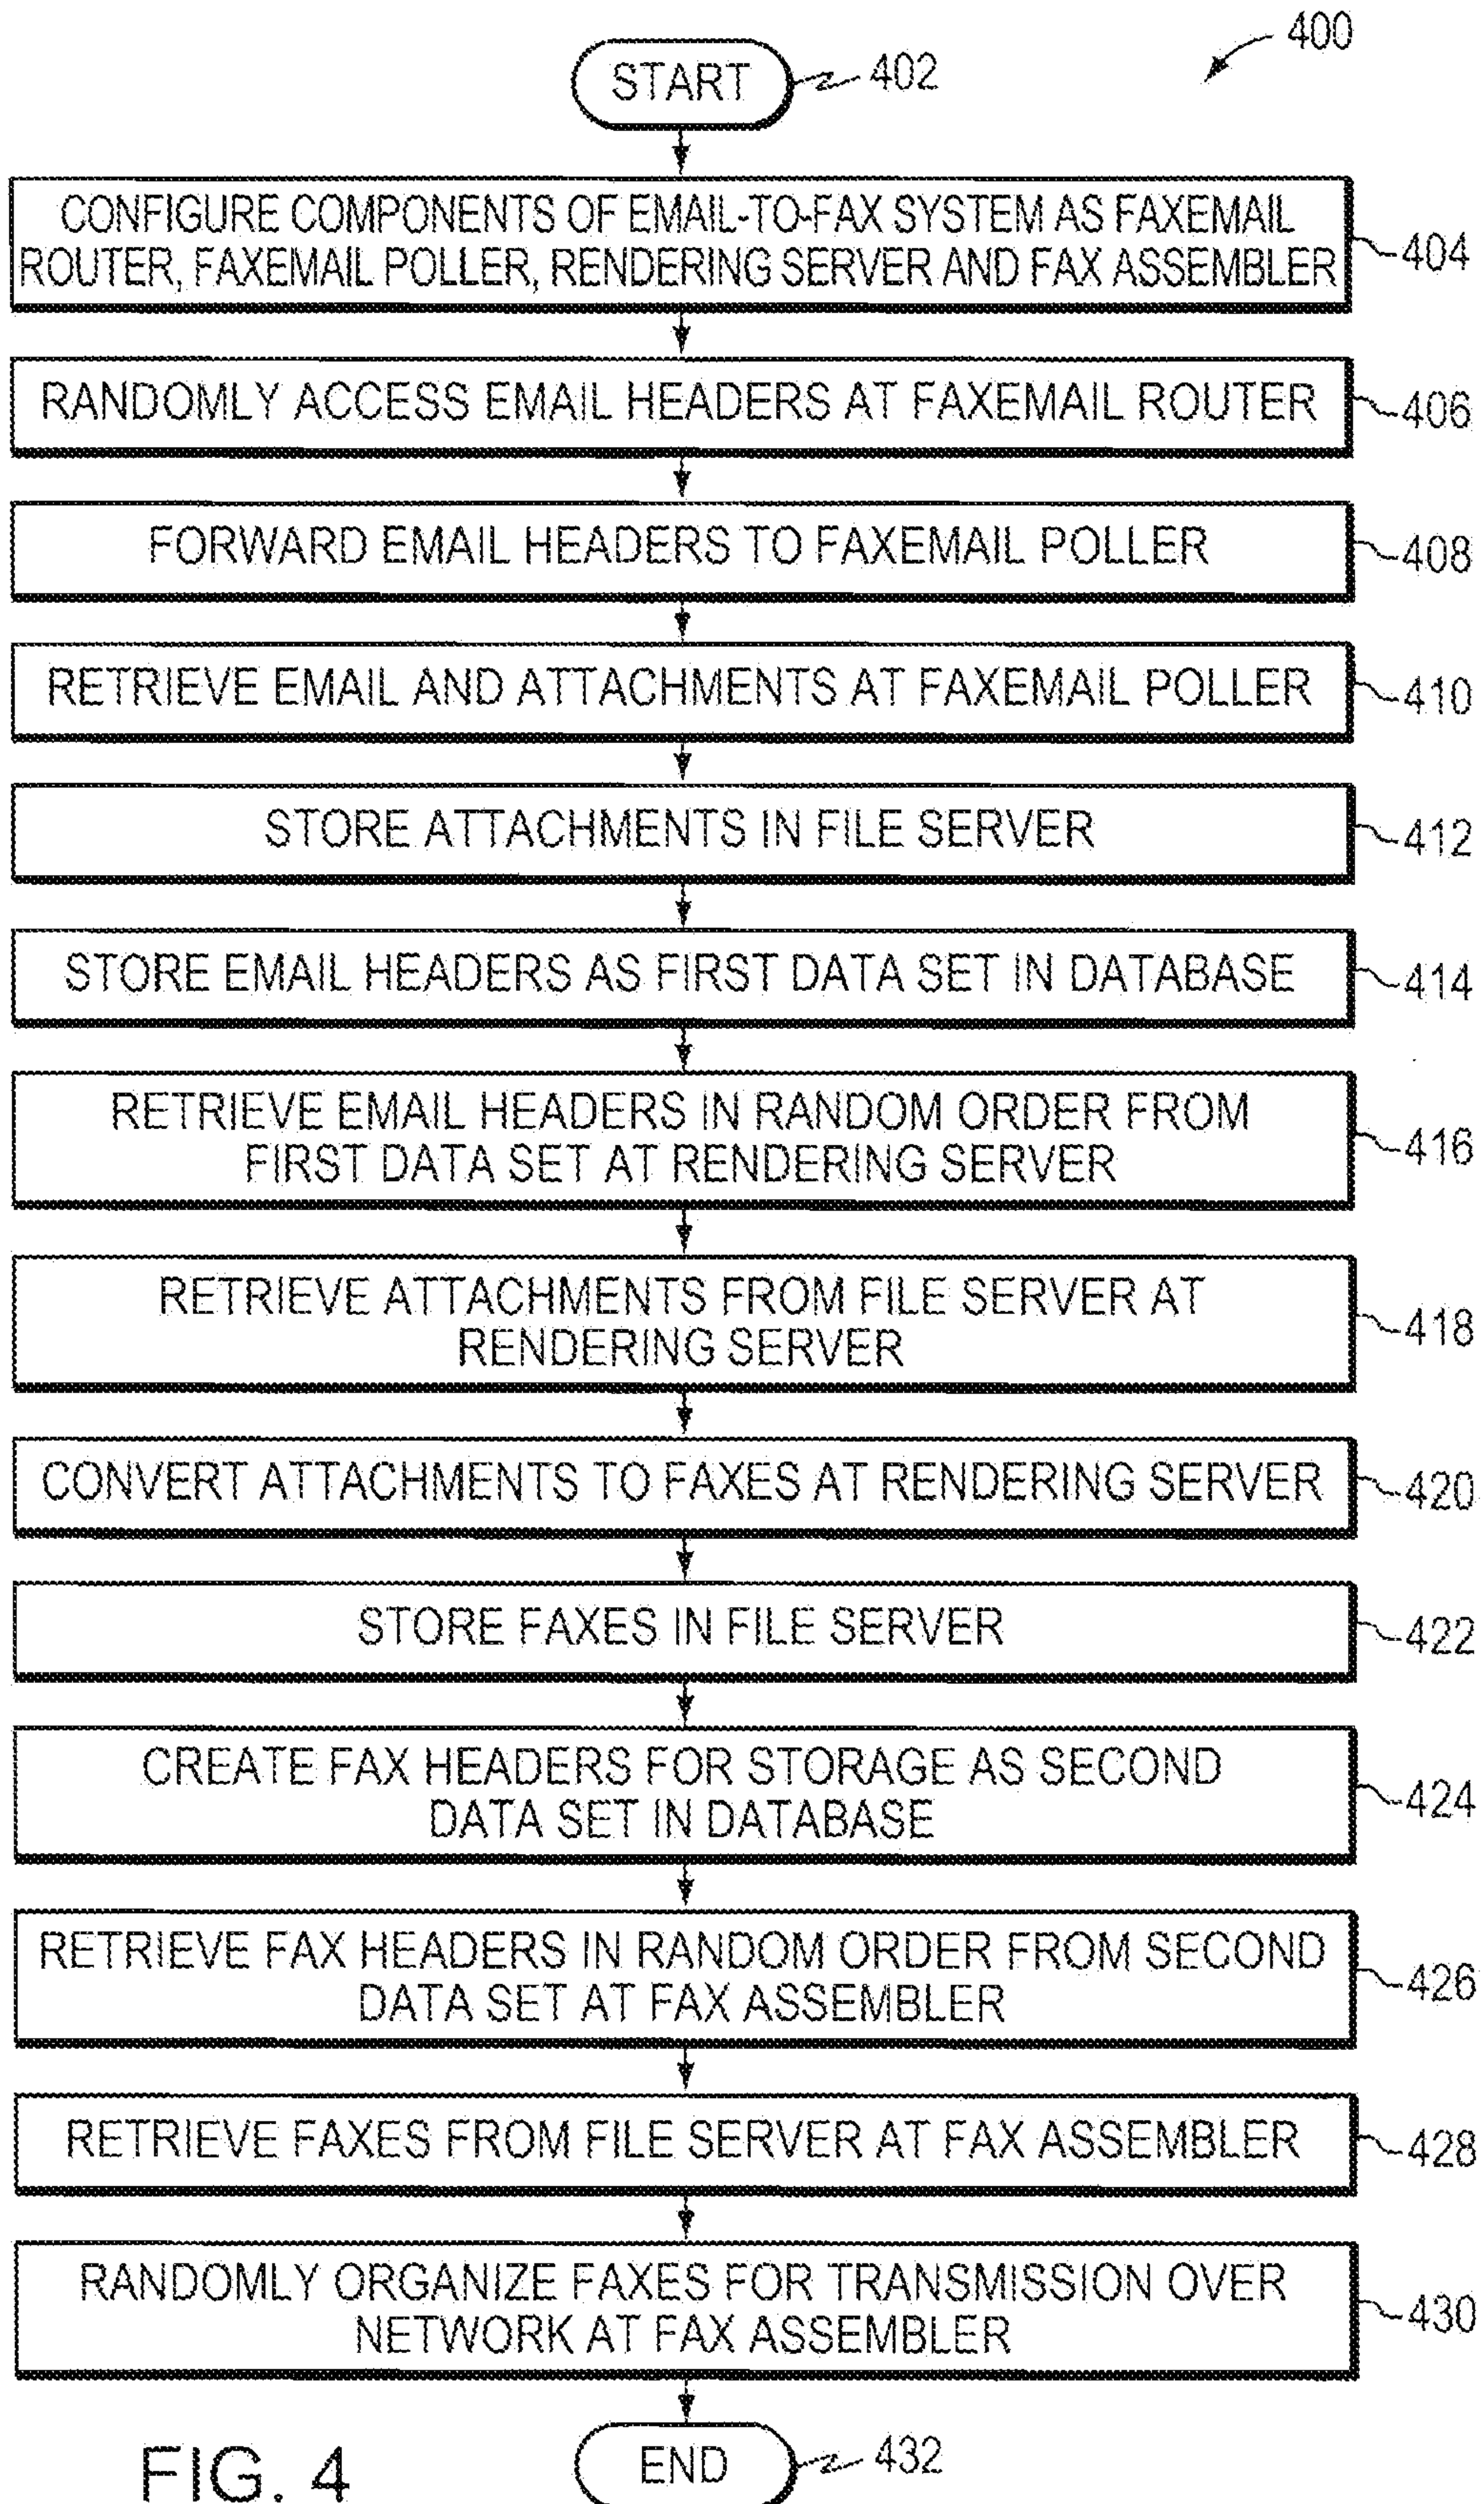 400
START
402
CONFIGURE COMPONENTS OF EMAIL-TO-FAX SYSTEM AS FAXEMAIL
ROUTER, FAXEMAIL POLLER, RENDERING SERVER AND FAX ASSEMBLER
404
RANDOMLY ACCESS EMAIL HEADERS AT FAXEMAIL ROUTER
406
FORWARD EMAIL HEADERS TO FAXEMAIL POLLER
408
RETRIEVE EMAIL AND ATTACHMENTS AT FAXEMAIL POLLER
410
STORE ATTACHMENTS IN FILE SERVER
412
STORE EMAIL HEADERS AS FIRST DATA SET IN DATABASE
414
RETRIEVE EMAIL HEADERS IN RANDOM ORDER FROM
FIRST DATA SET AT RENDERING SERVER
416
RETRIEVE ATTACHMENTS FROM FILE SERVER AT
RENDERING SERVER
418
CONVERT ATTACHMENTS TO FAXES AT RENDERING SERVER
420
STORE FAXES IN FILE SERVER
422
CREATE FAX HEADERS FOR STORAGE AS SECOND
DATA SET IN DATABASE
424
RETRIEVE FAX HEADERS IN RANDOM ORDER FROM SECOND
DATA SET AT FAX ASSEMBLER
426
RETRIEVE FAXES FROM FILE SERVER AT FAX ASSEMBLER
428
RANDOMLY ORGANIZE FAXES FOR TRANSMISSION OVER
NETWORK AT FAX ASSEMBLER
430
END
432
FIG. 4